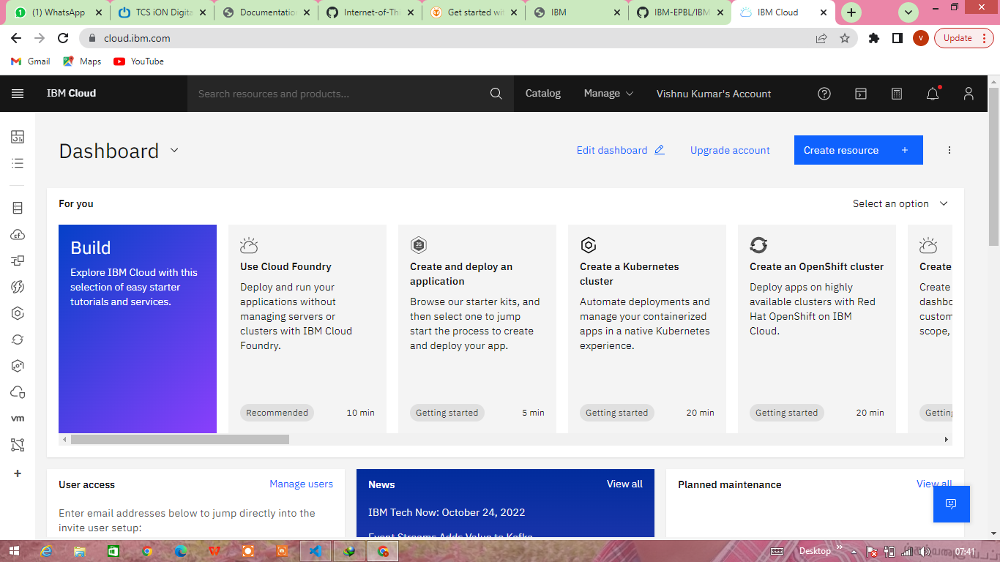 (1) WhatsApp
TCS iON Digita
Documentatio
Internet-of-Thi
Get started wit
IBM
IBM-EPBL/IBM
IBM Cloud
cloud.ibm.com
V
Update
Gmail
Maps
YouTube
IBM Cloud
Search resources and products...
Catalog
Manage
Vishnu Kumar's Account
Dashboard
Edit dashboard
Upgrade account
Create resource
For you
Select an option
Build
Explore IBM Cloud with this
selection of easy starter
tutorials and services.
Use Cloud Foundry
Deploy and run your
applications without
managing servers or
clusters with IBM Cloud
Foundry.
Recommended
10 min
JS
Create and deploy an
application
Browse our starter kits, and
then select one to jump
start the process to create
and deploy your app.
Getting started
5 min
Create a Kubernetes
cluster
Automate deployments and
manage your containerized
apps in a native Kubernetes
experience.
Getting started
20 min
Create an OpenShift cluster
Deploy apps on highly
available clusters with Red
Hat OpenShift on IBM
Cloud.
Getting started
20 min
Create
Create
dashbo
custom
scope,
Getting
cf
vm
User access
Manage users
Enter email addresses below to jump directly into the
invite user setup:
News
View all
IBM Tech Now: October 24, 2022
Event Streams Adds Value to Kafka
Planned maintenance
View all
Desktop
07:41